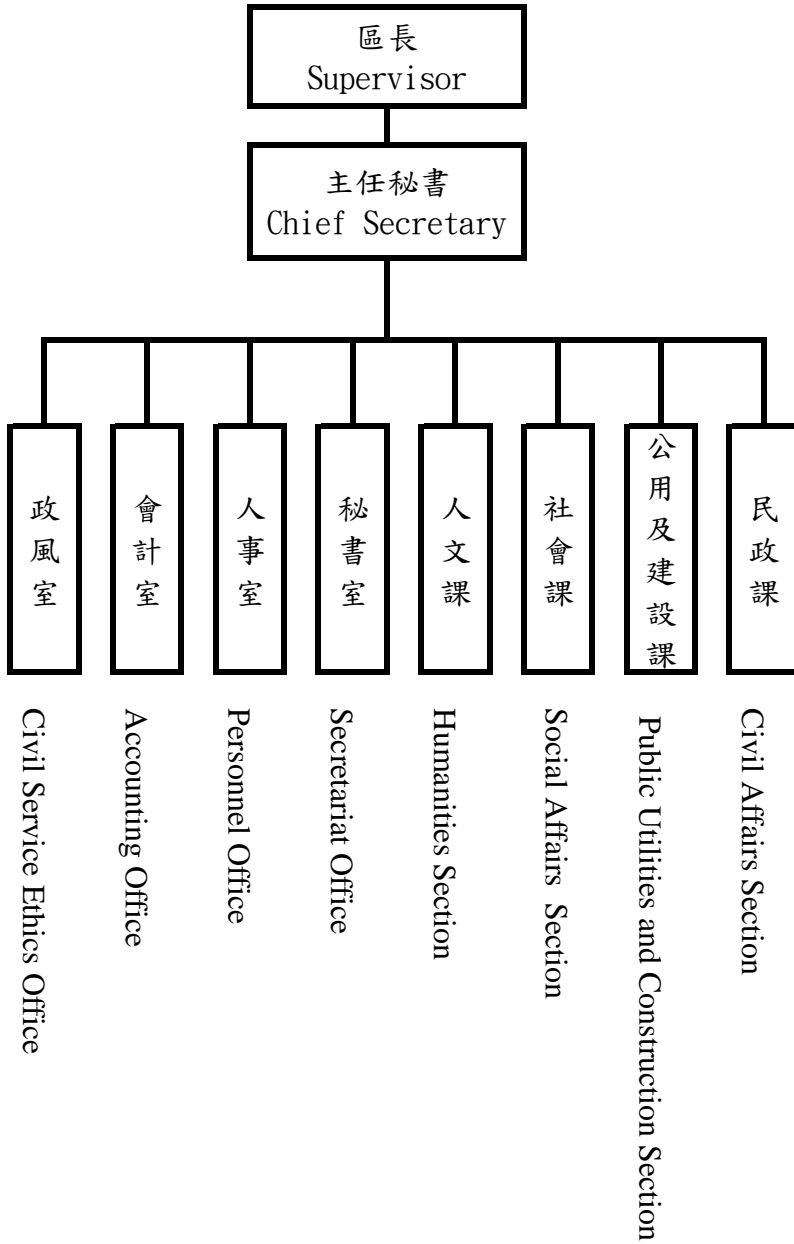 區長
Supervisor
主任秘書
Chief Secretary
政風室
會計室
人事室
秘書室
人文課
社會課
公用及建設課
民政課
Civil Service Ethics Office
Accounting Office
Personnel Office
Secretariat Office
Humanities Section
Social Affairs Section
Public Utilities and Construction Section
Civil Affairs Section